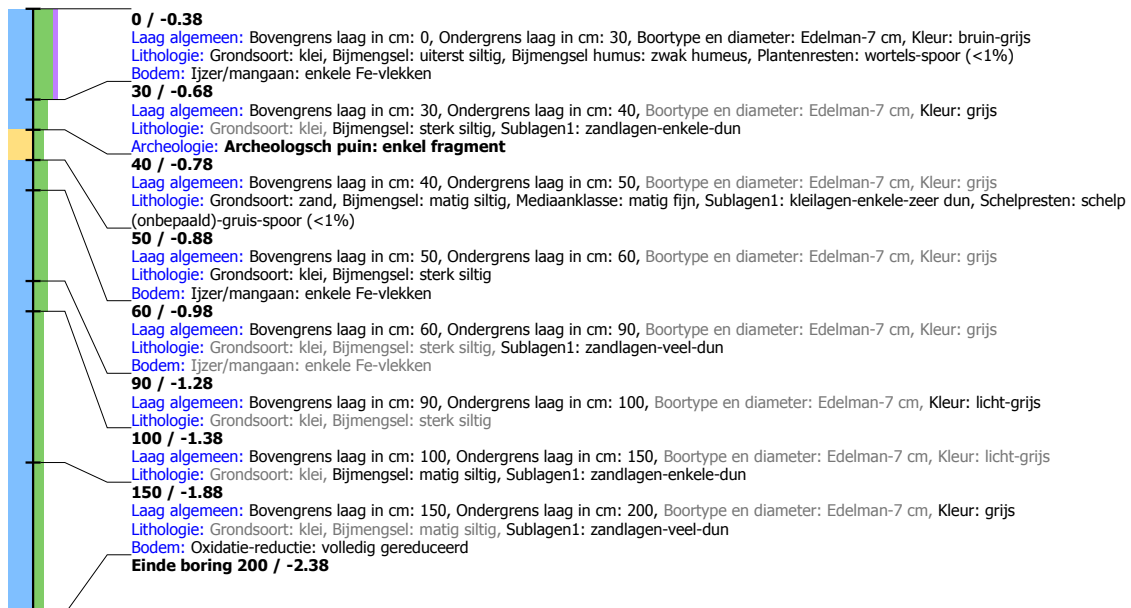 0 / -0.38
Laag algemeen: Bovengrens laag in cm: 0, Ondergrens laag in cm: 30, Boortype en diameter: Edelman-7 cm, Kleur: bruin-grijs
Lithologie: Grondsoort: klei, Bijmengsel: uiterst siltig, Bijmengsel humus: zwak humeus, Plantenresten: wortels-spoor (<1%)
Bodem: Ijzer/mangaan: enkele Fe-vlekken
30 / -0.68
Laag algemeen: Bovengrens laag in cm: 30, Ondergrens laag in cm: 40, Boortype en diameter: Edelman-7 cm, Kleur: grijs
Lithologie: Grondsoort: klei, Bijmengsel: sterk siltig, Sublagen1: zandlagen-enkele-dun
Archeologie: Archeologsch puin: enkel fragment
40 / -0.78
Laag algemeen: Bovengrens laag in cm: 40, Ondergrens laag in cm: 50, Boortype en diameter: Edelman-7 cm, Kleur: grijs
Lithologie: Grondsoort: zand, Bijmengsel: matig siltig, Mediaanklasse: matig fijn, Sublagen1: kleilagen-enkele-zeer dun, Schelpresten: schelp
(onbepaald)-gruis-spoor (<1%)
50 / -0.88
Laag algemeen: Bovengrens laag in cm: 50, Ondergrens laag in cm: 60, Boortype en diameter: Edelman-7 cm, Kleur: grijs
Lithologie: Grondsoort: klei, Bijmengsel: sterk siltig
Bodem: Ijzer/mangaan: enkele Fe-vlekken
60 / -0.98
Laag algemeen: Bovengrens laag in cm: 60, Ondergrens laag in cm: 90, Boortype en diameter: Edelman-7 cm, Kleur: grijs
Lithologie: Grondsoort: klei, Bijmengsel: sterk siltig, Sublagen1: zandlagen-veel-dun
Bodem: Ijzer/mangaan: enkele Fe-vlekken
90 / -1.28
Laag algemeen: Bovengrens laag in cm: 90, Ondergrens laag in cm: 100, Boortype en diameter: Edelman-7 cm, Kleur: licht-grijs
Lithologie: Grondsoort: klei, Bijmengsel: sterk siltig
100 / -1.38
Laag algemeen: Bovengrens laag in cm: 100, Ondergrens laag in cm: 150, Boortype en diameter: Edelman-7 cm, Kleur: licht-grijs
Lithologie: Grondsoort: klei, Bijmengsel: matig siltig, Sublagen1: zandlagen-enkele-dun
150 / -1.88
Laag algemeen: Bovengrens laag in cm: 150, Ondergrens laag in cm: 200, Boortype en diameter: Edelman-7 cm, Kleur: grijs
Lithologie: Grondsoort: klei, Bijmengsel: matig siltig, Sublagen1: zandlagen-veel-dun
Bodem: Oxidatie-reductie: volledig gereduceerd
Einde boring 200 / -2.38